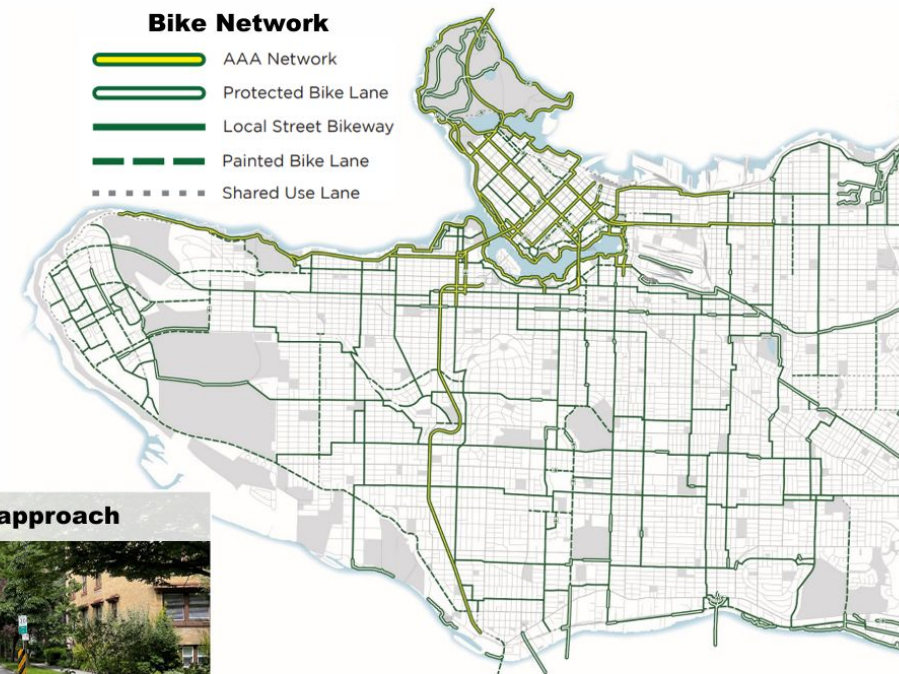 Bike Network
AAA Network
Protected Bike Lane
Local Street Bikeway
Painted Bike Lane
Shared Use Lane
approach